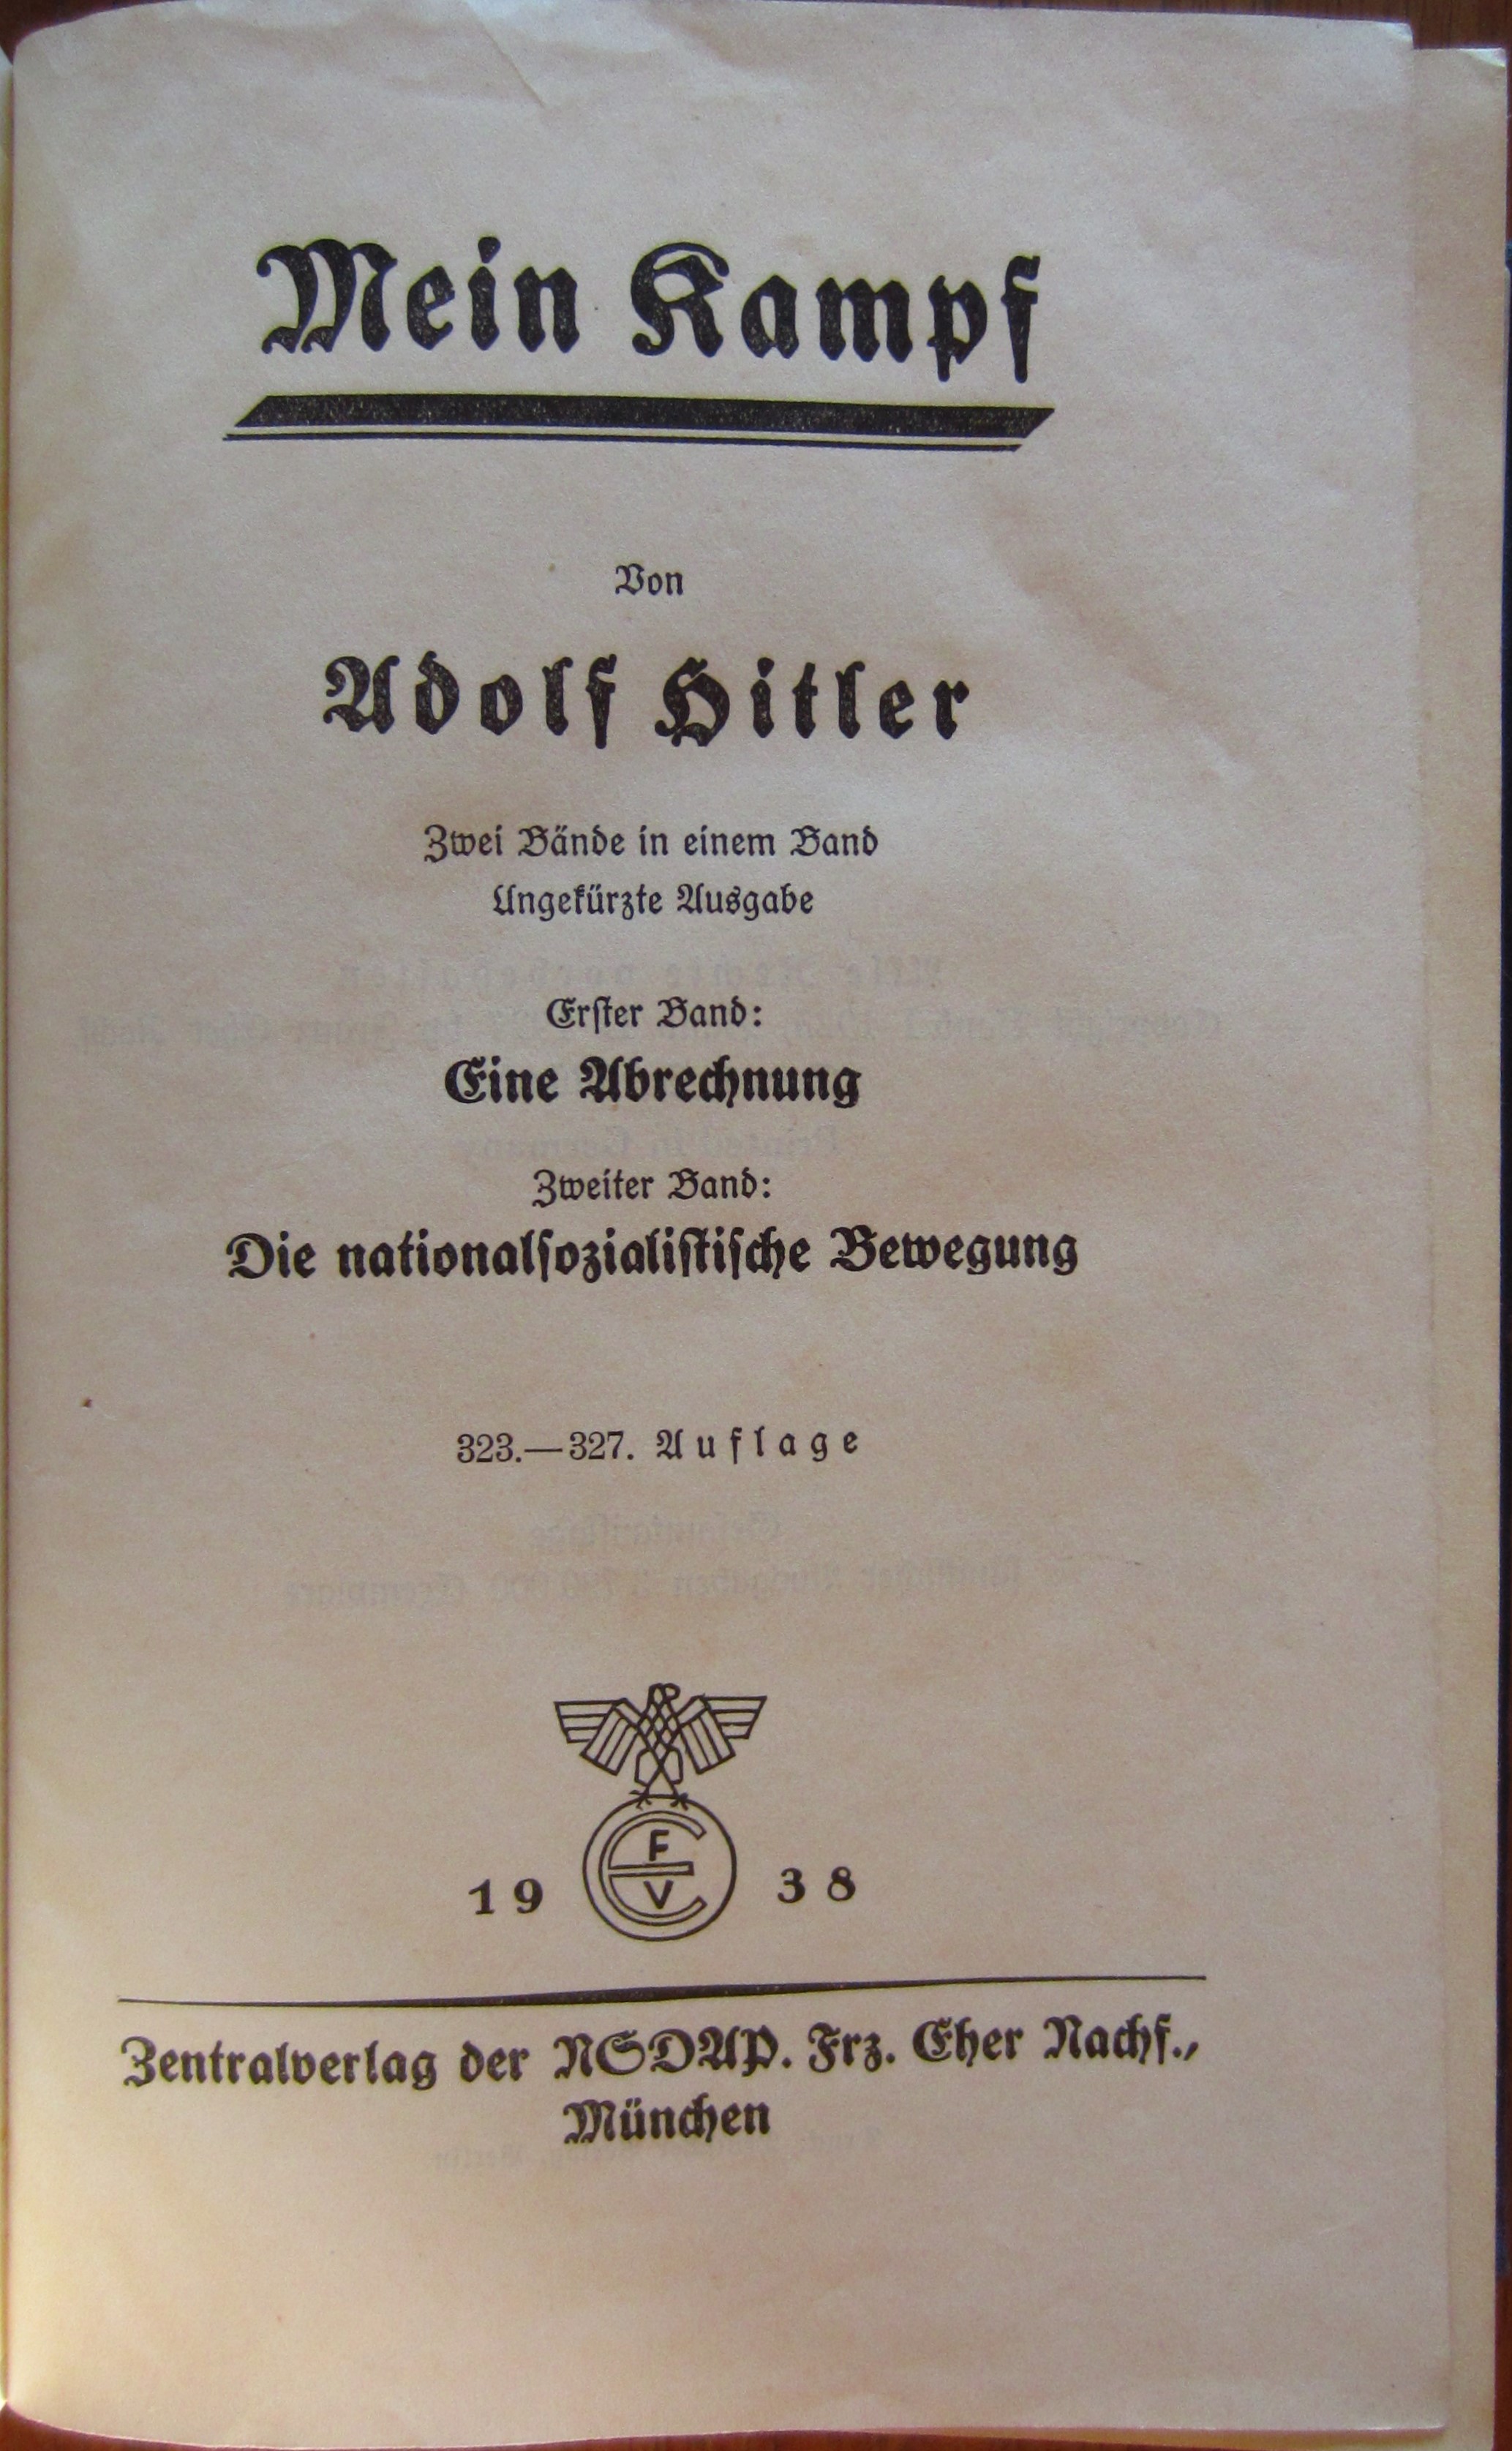 Mein Kampf
Von
Adolf Hitler
Zwei Bände in einem Band
Ungekürzte Ausgabe
Erſter Band:
Eine Abrechnung
Zweiter Band:
Die nationalſozialiſtiſche Bewegung
323.—327. Auflage
F
E
V
19 38
Zentralverlag der NSDAP. Frz. Eher Nachf.,
München